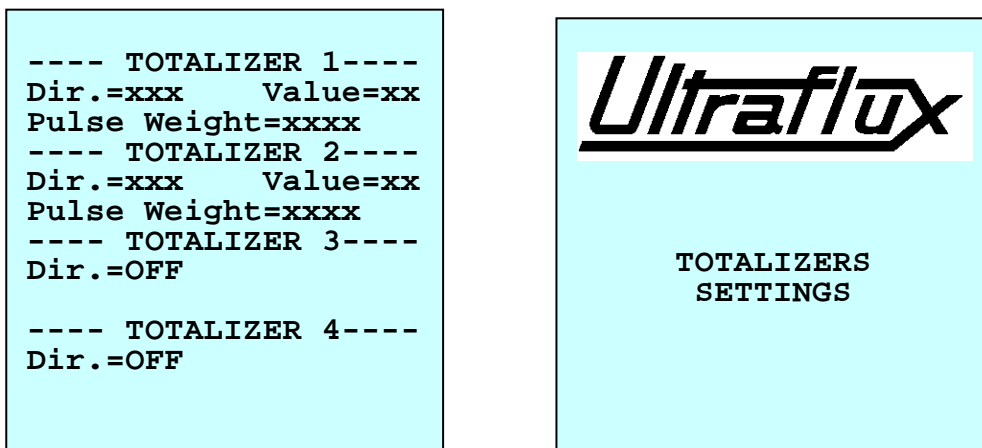 ---- TOTALIZER 1----
Dir.=xxx    Value=xx
Pulse Weight=xxxx
---- TOTALIZER 2----
Dir.=xxx    Value=xx
Pulse Weight=xxxx
---- TOTALIZER 3----
Dir.=OFF
---- TOTALIZER 4----
Dir.=OFF
Ultraflux
TOTALIZERS
SETTINGS